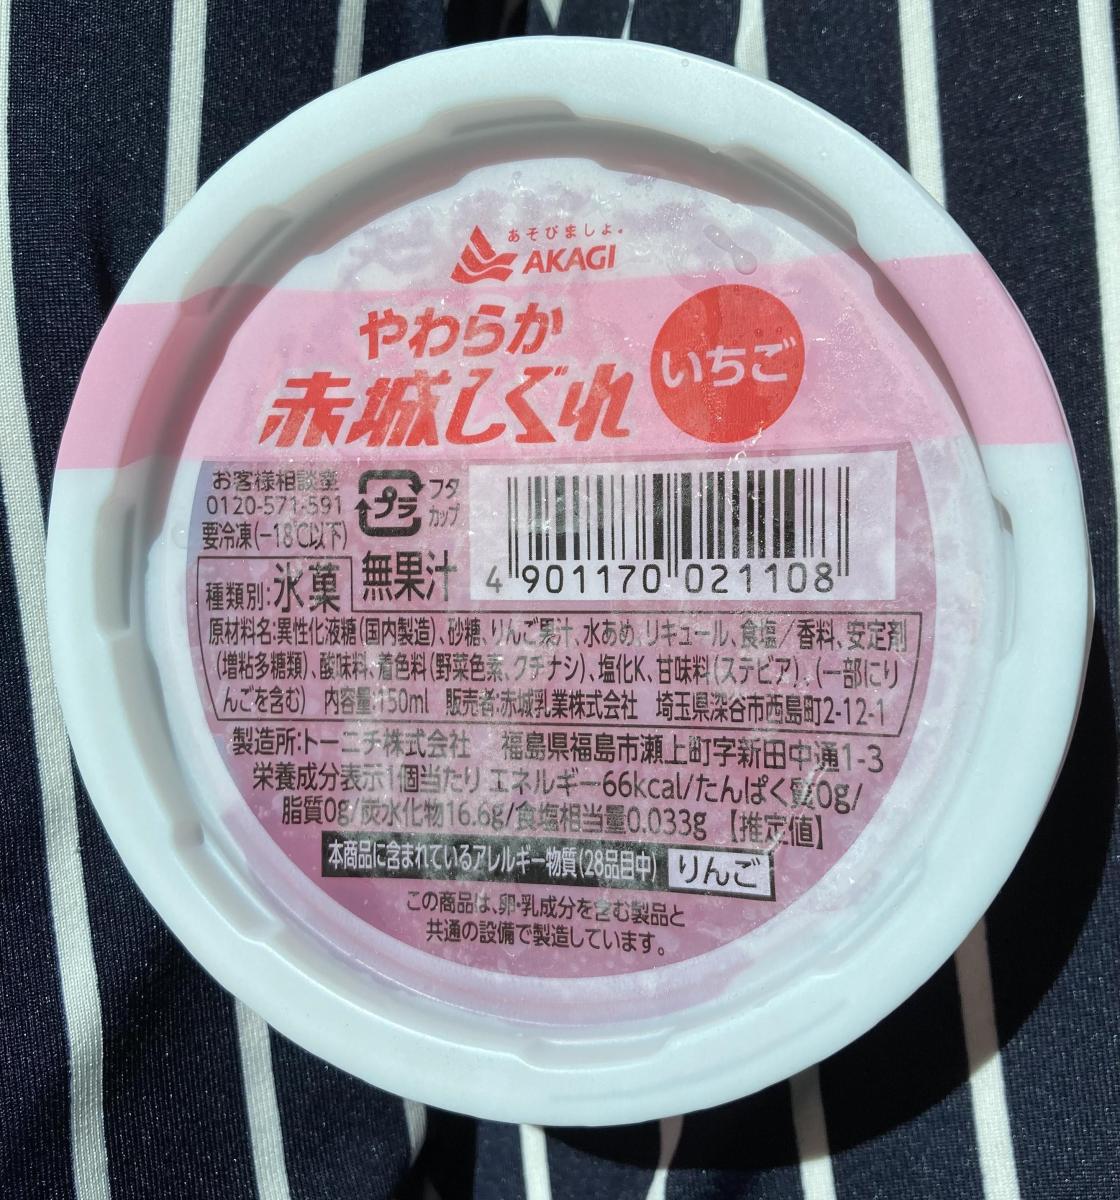 あそびましょ。
AKAGI
やわらか
赤城しぐれ
いちご
お客様相談室
0120-571-591
要冷凍(-18℃以下)
プラ
フタ
カップ
無果汁
種類別:氷菓
4 901170 021108
原材料名:異性化液糖(国内製造)、砂糖、りんご果汁、水あめ、リキュール、食塩/香料、安定剤
(増粘多糖類)、酸味料、着色料(野菜色素、クチナシ)、塩化K、甘味料(ステビア)、(一部にり
んごを含む) 内容量:150ml 販売者:赤城乳業株式会社 埼玉県深谷市西島町2-12-1
製造所:トーニチ株式会社 福島県福島市瀬上町字新田中通1-3
栄養成分表示1個当たり エネルギー66kcal/たんぱく質0g/
脂質0g/炭水化物16.6g/食塩相当量0.033g 【推定値】
本商品に含まれているアレルギー物質(28品目中) りんご
この商品は、卵・乳成分を含む製品と
共通の設備で製造しています。